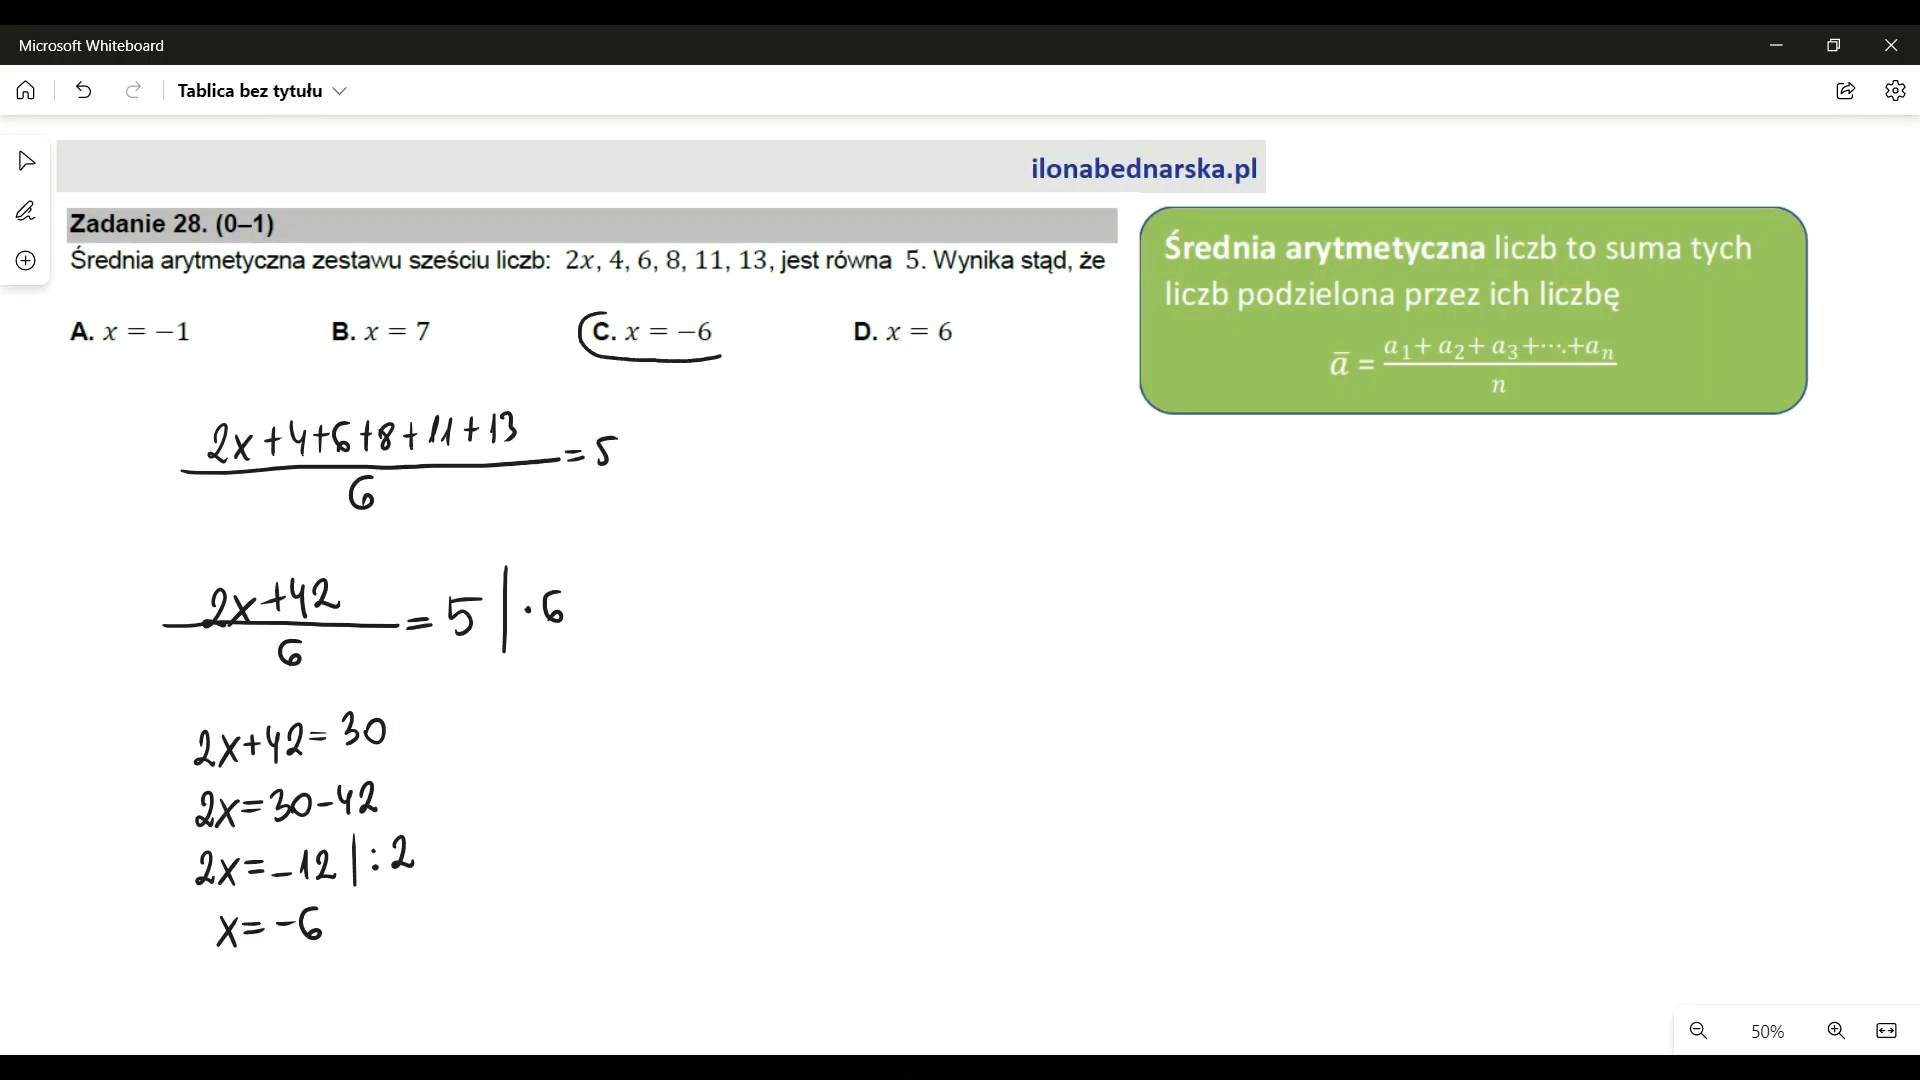 Microsoft Whiteboard
Tablica bez tytułu
ilonabednarska.pl
Zadanie 28. (0–1)
Średnia arytmetyczna zestawu sześciu liczb: 2x, 4, 6, 8, 11, 13, jest równa 5. Wynika stąd, że
A. x = −1 B. x = 7 C. x = −6 D. x = 6
Średnia arytmetyczna liczb to suma tych
liczb podzielona przez ich liczbę
a₁+ a₂+ a₃+⋯.+aₙ
ā =
n
2x+4+6+8+11+13
= 5
6
2x+42
= 5 | · 6
6
2x+42= 30
2x=30-42
2x=-12 | : 2
x= -6
50%